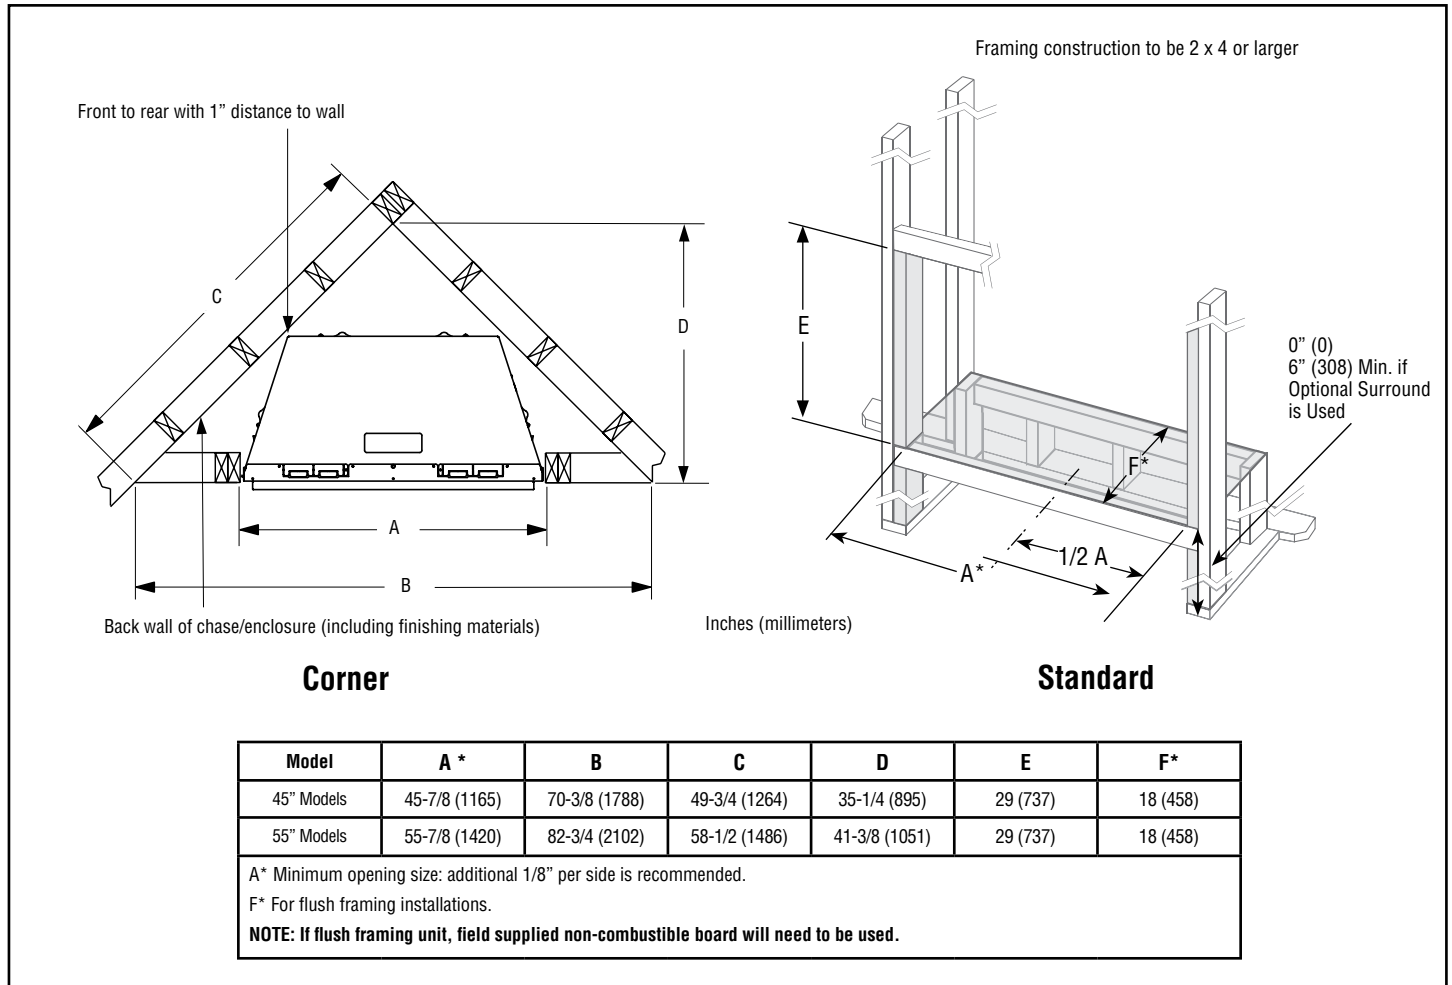 Framing construction to be 2 x 4 or larger
Front to rear with 1” distance to wall
C
D
A
B
Back wall of chase/enclosure (including finishing materials)
Corner
E
F*
0” (0)
6” (308) Min. if
Optional Surround
is Used
1/2 A
A*
Inches (millimeters)
Standard
Model A * B C D E F*
45” Models 45-7/8 (1165) 70-3/8 (1788) 49-3/4 (1264) 35-1/4 (895) 29 (737) 18 (458)
55” Models 55-7/8 (1420) 82-3/4 (2102) 58-1/2 (1486) 41-3/8 (1051) 29 (737) 18 (458)
A* Minimum opening size: additional 1/8” per side is recommended.
F* For flush framing installations.
NOTE: If flush framing unit, field supplied non-combustible board will need to be used.